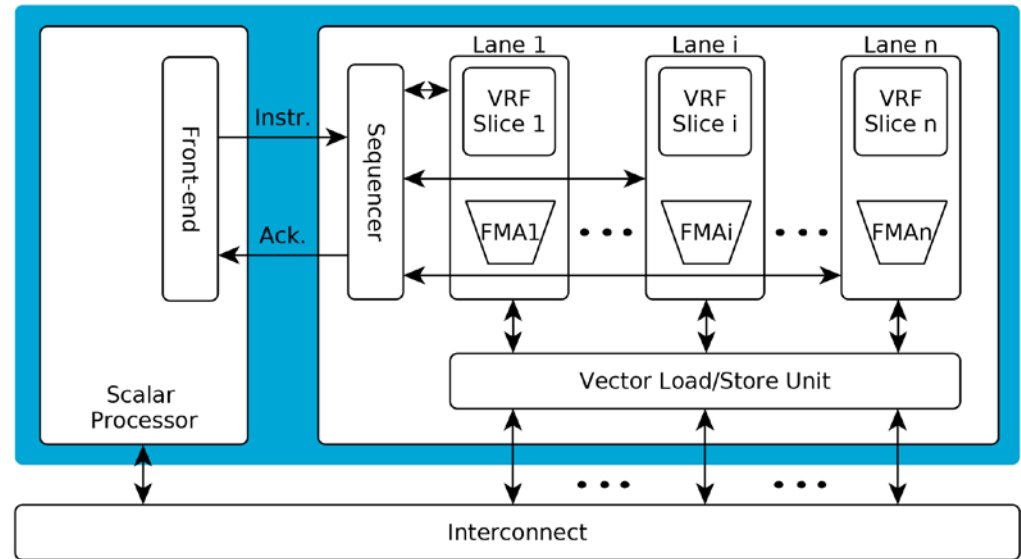 Lane 1
Lane i
Lane n
VRF
Slice 1
VRF
Slice i
VRF
Slice n
Front-end
Instr.
Sequencer
Ack.
FMA1
FMAi
FMAn
Vector Load/Store Unit
Scalar
Processor
Interconnect